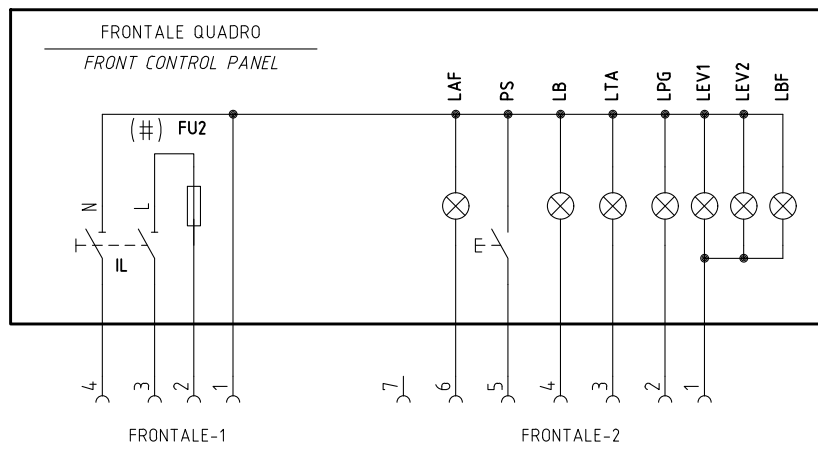 FRONTALE QUADRO
FRONT CONTROL PANEL
LAF PS LB LTA LPG LEV1 LEV2 LBF
(#) FU2
N L
IL
4 3 2 1 7 6 5 4 3 2 1
FRONTALE-1 FRONTALE-2